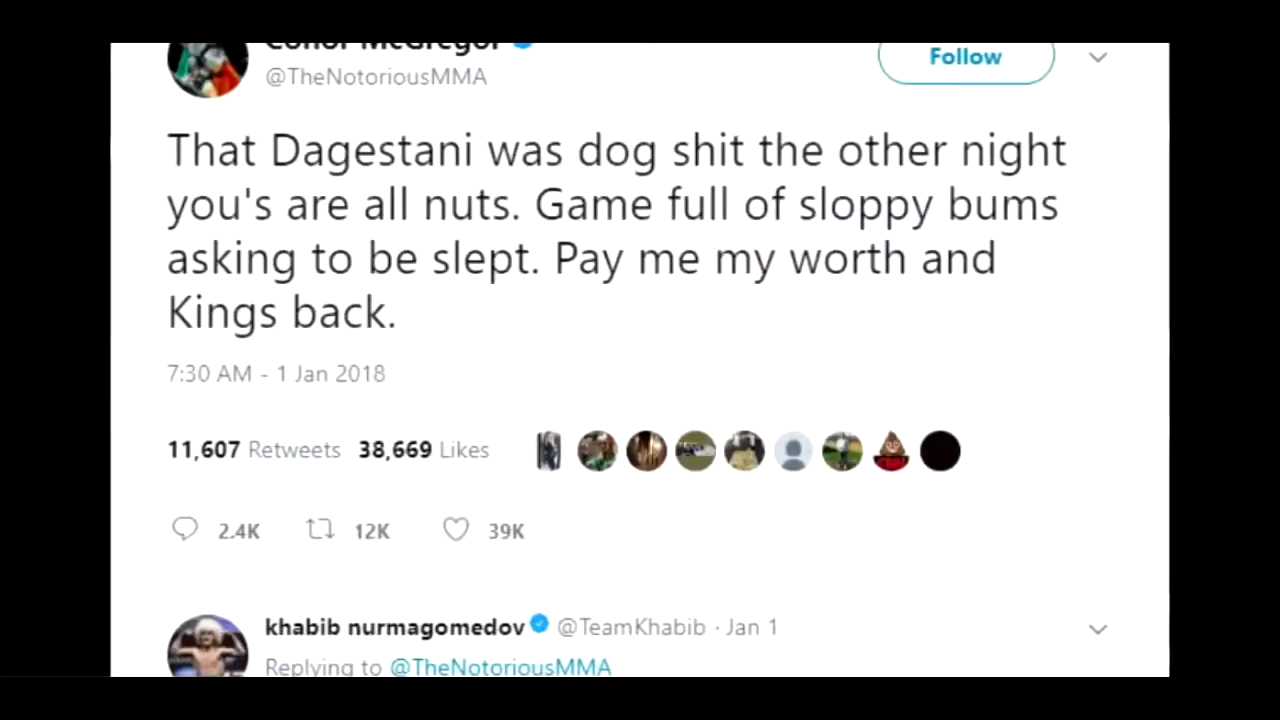 Conor McGregor
@TheNotoriousMMA
Follow
That Dagestani was dog shit the other night
you's are all nuts. Game full of sloppy bums
asking to be slept. Pay me my worth and
Kings back.
7:30 AM - 1 Jan 2018
11,607 Retweets 38,669 Likes
2.4K 12K 39K
khabib nurmagomedov @TeamKhabib · Jan 1
Replying to @TheNotoriousMMA